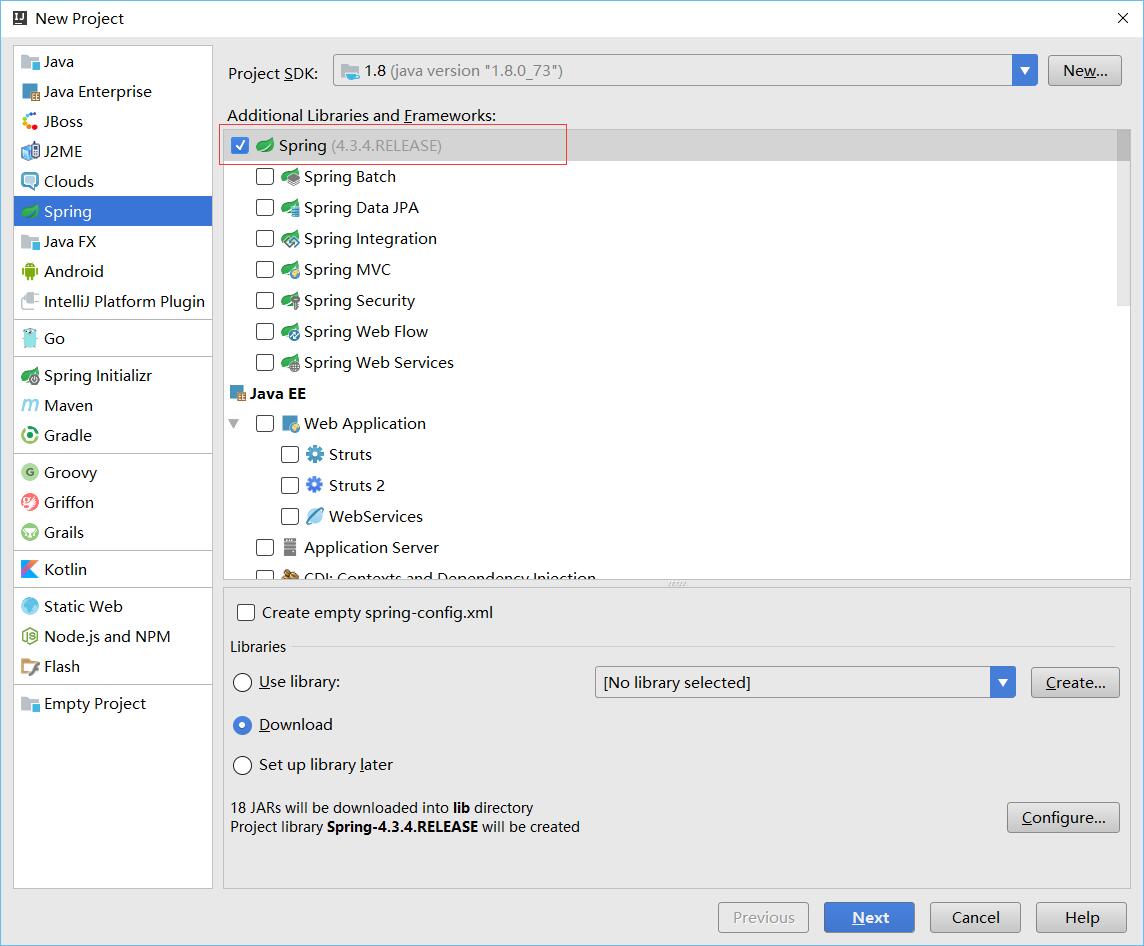 New Project
Java
Java Enterprise
JBoss
J2ME
Clouds
Spring
Java FX
Android
IntelliJ Platform Plugin
Go
Spring Initializr
Maven
Gradle
Groovy
Griffon
Grails
Kotlin
Static Web
Node.js and NPM
Flash
Empty Project
Project SDK: 1.8 (java version "1.8.0_73") New...
Additional Libraries and Frameworks:
Spring (4.3.4.RELEASE)
Spring Batch
Spring Data JPA
Spring Integration
Spring MVC
Spring Security
Spring Web Flow
Spring Web Services
Java EE
Web Application
Struts
Struts 2
WebServices
Application Server
CDI: Contexts and Dependency Injection
Create empty spring-config.xml
Libraries
Use library: [No library selected] Create...
Download
Set up library later
18 JARs will be downloaded into lib directory
Project library Spring-4.3.4.RELEASE will be created
Configure...
Previous Next Cancel Help